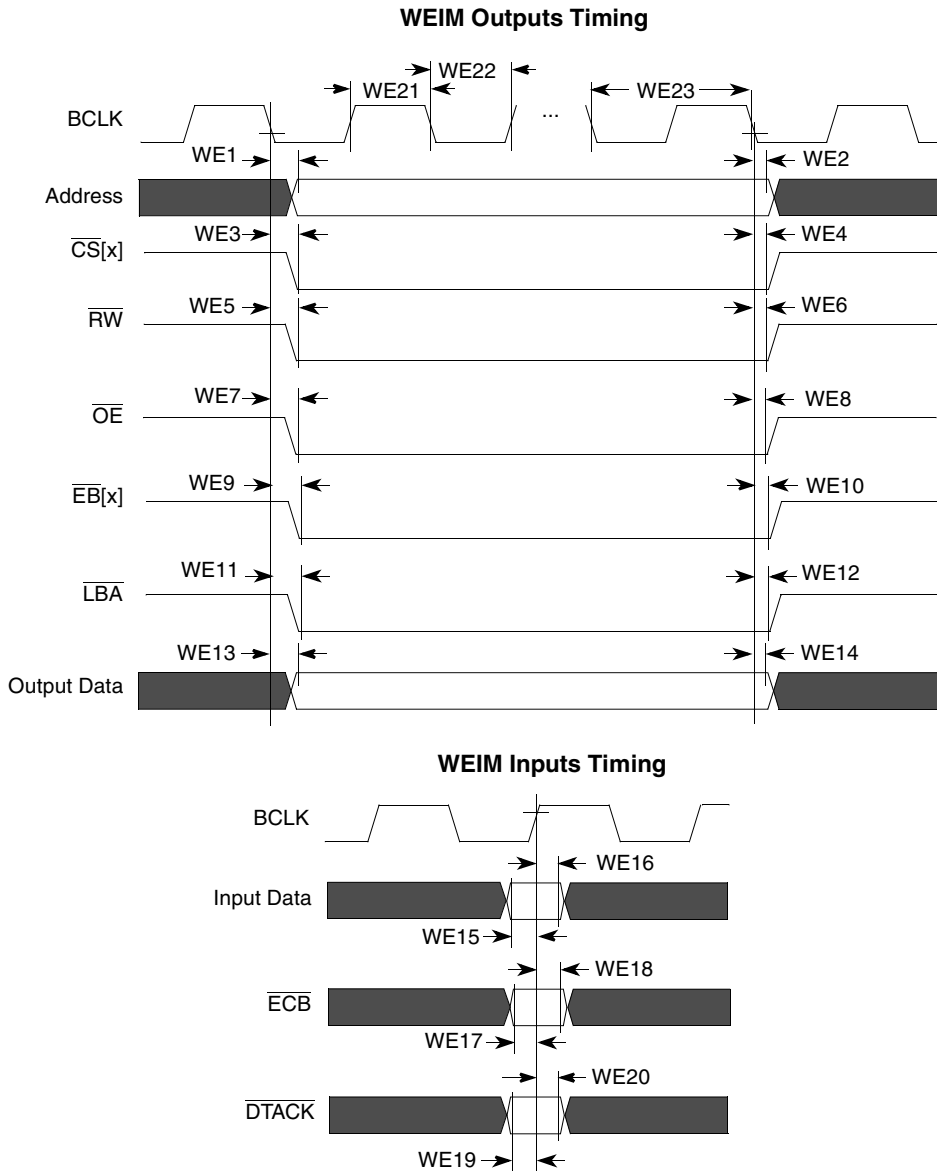 WEIM Outputs Timing
WE22
WE21
WE23
BCLK
...
WE1
WE2
Address
WE3
WE4
CS[x]
WE5
WE6
RW
WE7
WE8
OE
WE9
WE10
EB[x]
WE11
WE12
LBA
WE13
WE14
Output Data
WEIM Inputs Timing
BCLK
WE16
Input Data
WE15
WE18
ECB
WE17
WE20
DTACK
WE19